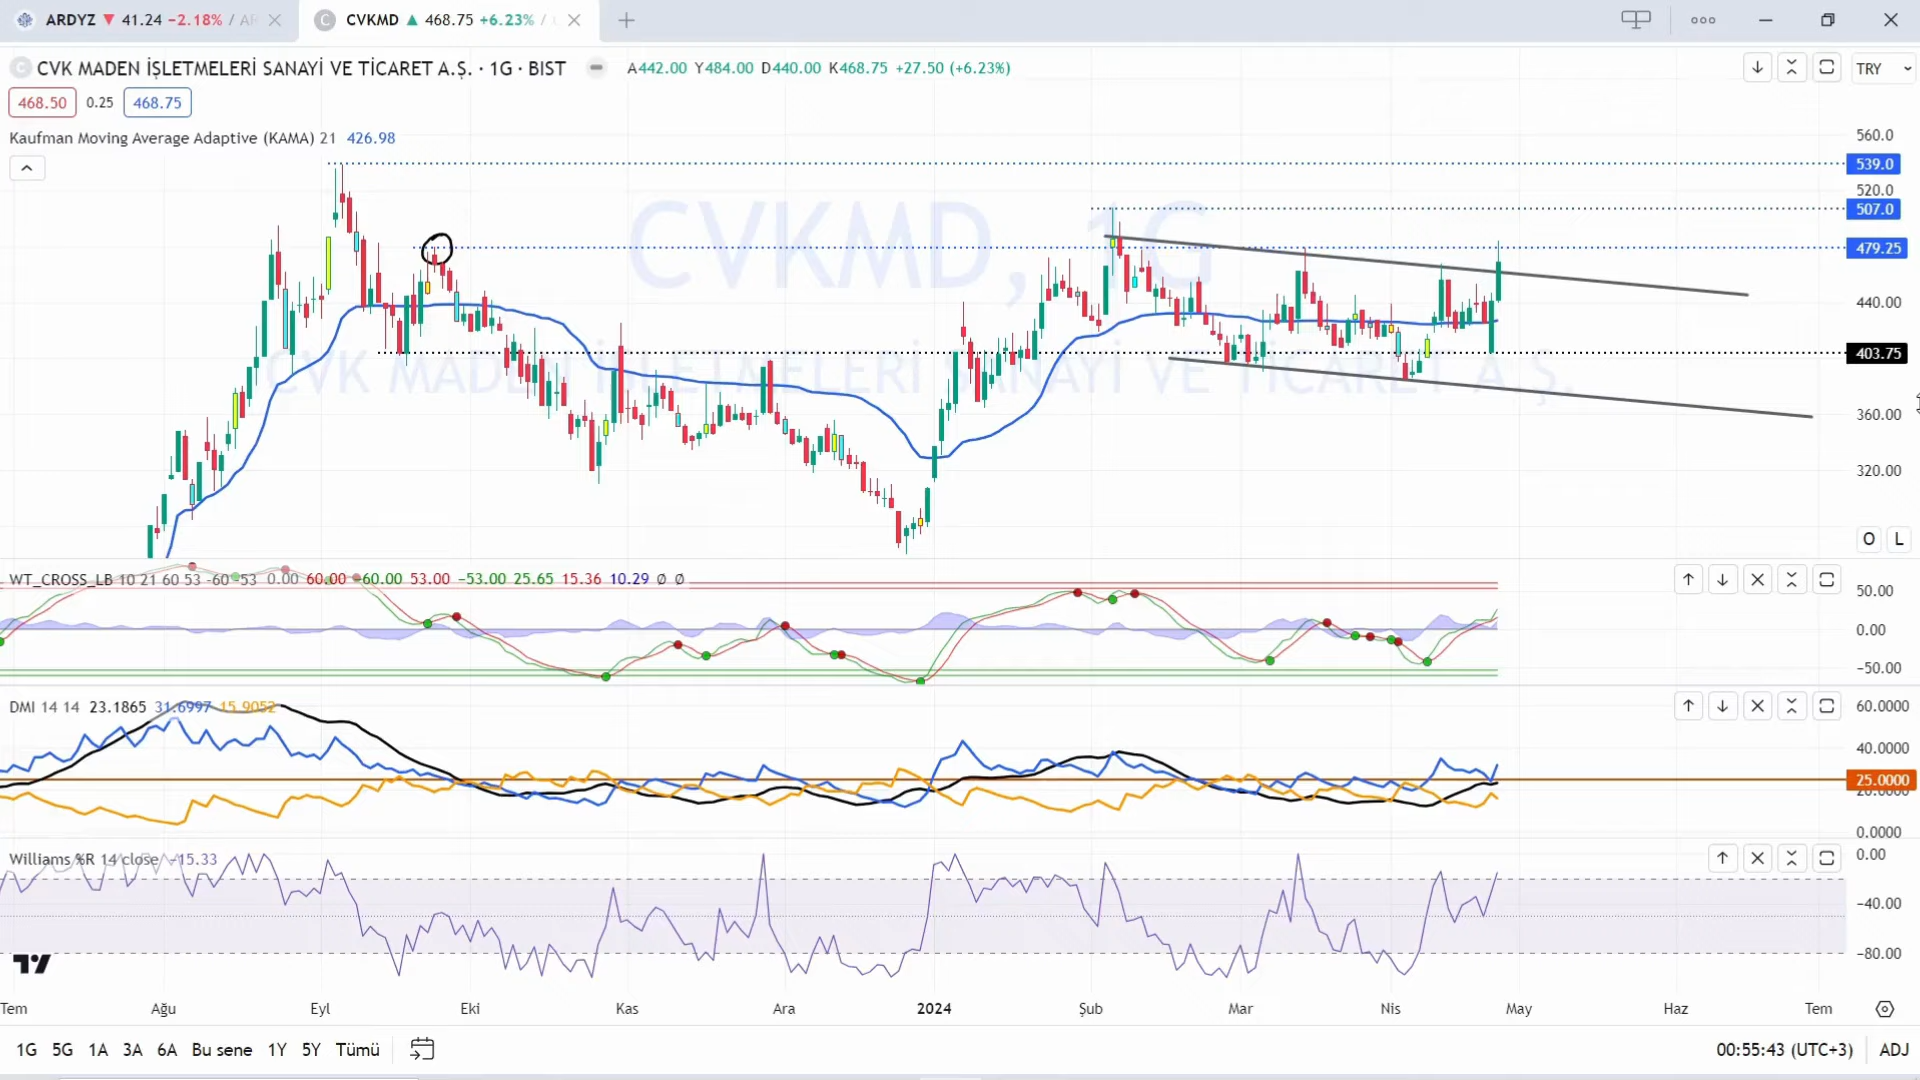 ARDYZ ▼ 41.24 −2.18% / AR
C CVKMD ▲ 468.75 +6.23% /
C CVK MADEN İŞLETMELERİ SANAYİ VE TİCARET A.Ş. · 1G · BIST A442.00 Y484.00 D440.00 K468.75 +27.50 (+6.23%) TRY
468.50 0.25 468.75
Kaufman Moving Average Adaptive (KAMA) 21 426.98
560.0
539.0
520.0
507.0
479.25
440.00
403.75
360.00
320.00
CVKMD, 1G
CVK MADEN İŞLETMELERİ SANAYİ VE TİCARET A.Ş.
O L
WT_CROSS_LB 10 21 60 53 -60 -53 0.00 60.00 −60.00 53.00 −53.00 25.65 15.36 10.29 ∅ ∅
50.00
0.00
−50.00
DMI 14 14 23.1865 31.6997 15.9052
60.0000
40.0000
25.0000
20.0000
0.0000
Williams %R 14 close −15.33
0.00
−40.00
−80.00
Tem Ağu Eyl Eki Kas Ara 2024 Şub Mar Nis May Haz Tem
1G 5G 1A 3A 6A Bu sene 1Y 5Y Tümü 00:55:43 (UTC+3) ADJ